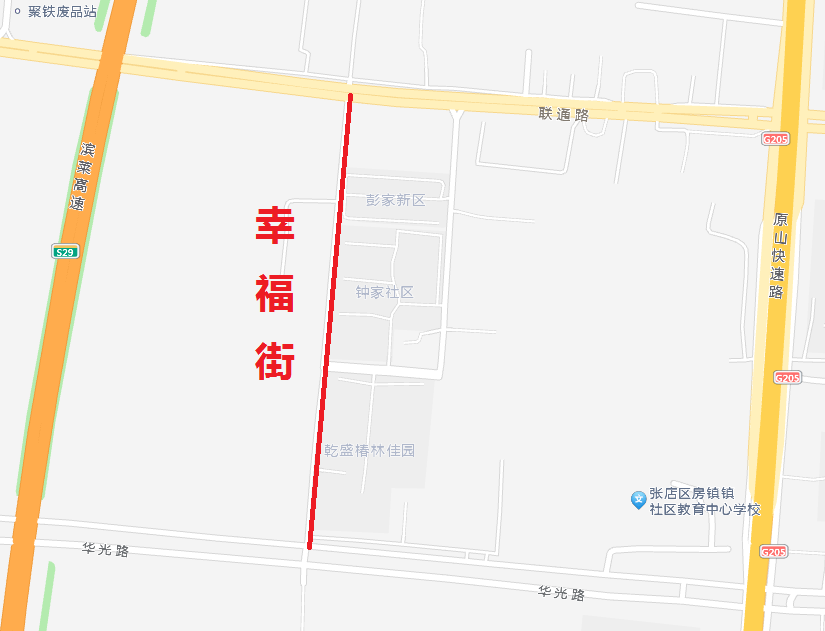 聚铁废品站
联通路
滨莱高速
G205
彭家新区
幸福街
原山快速路
S29
钟家社区
G205
乾盛椿林佳园
张店区房镇镇
社区教育中心学校
华光路
G205
华光路